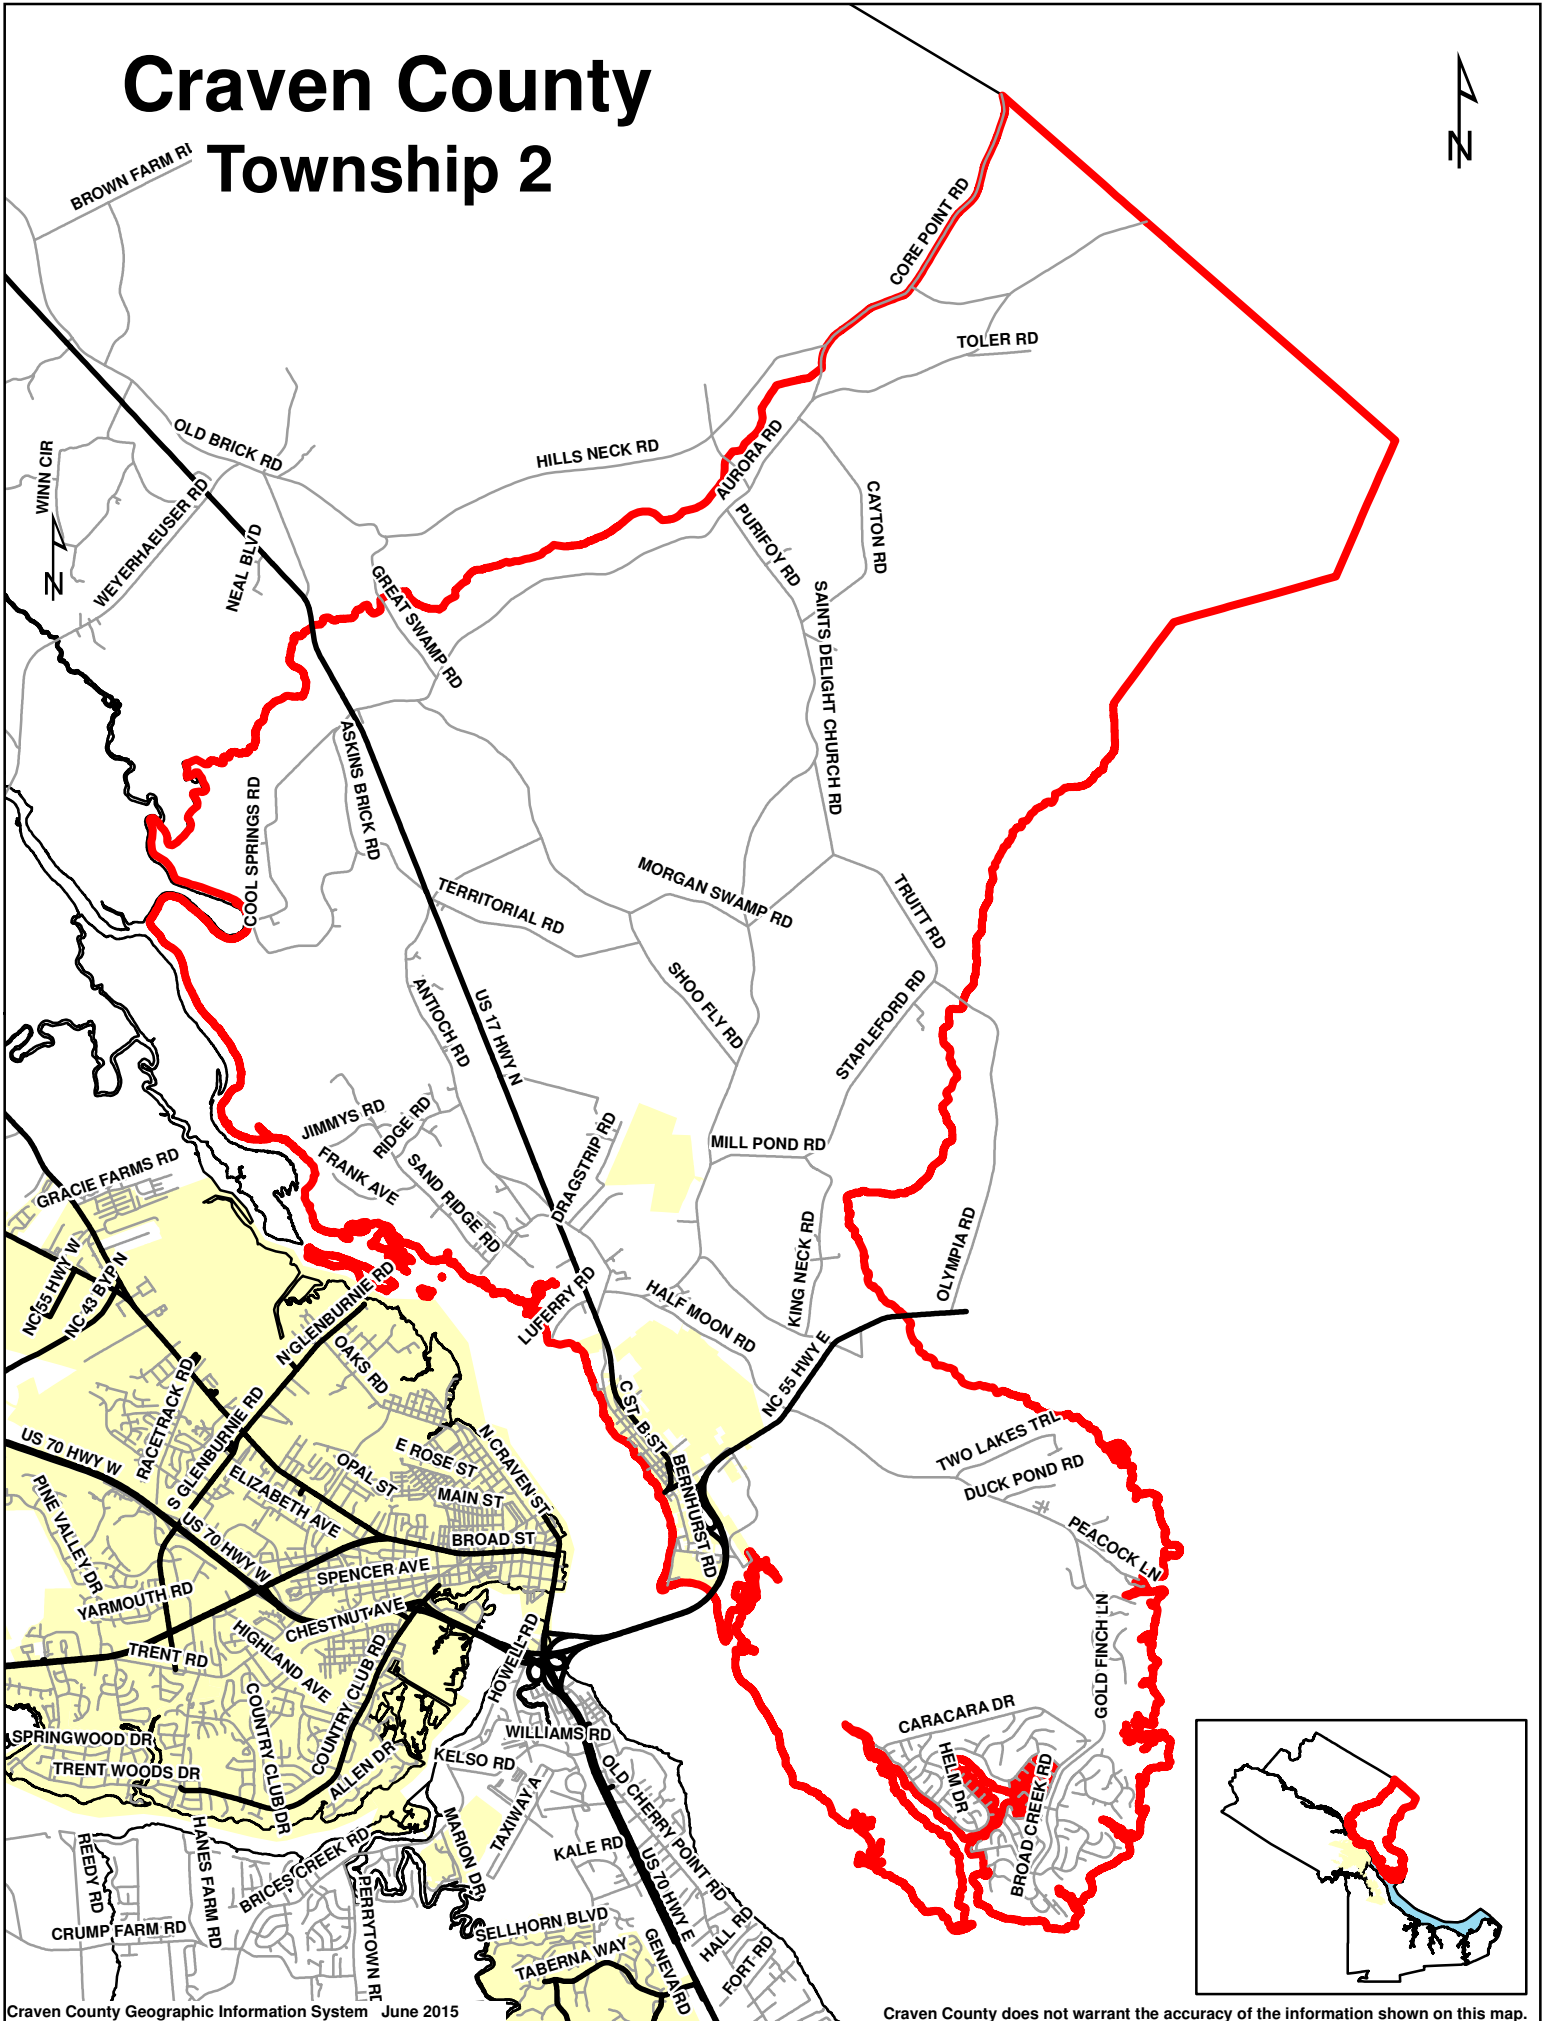 Craven County
Township 2
N
BROWN FARM
CORE POINT RD
TOLER RD
OLD BRICK RD
HILLS NECK RD
AURORA RD
WINN CIR
WEYERHAEUSER RD
NEAL BLVD
N
CAYTON RD
PURIFOY RD
GREAT SWAMP RD
SAINTS DELIGHT CHURCH RD
ASKINS BRICK RD
COOL SPRINGS RD
TERRITORIAL RD
MORGAN SWAMP RD
TRUITT RD
SHOO FLY RD
STAPLEFORD RD
ANTIOCH RD
US 17 HWY N
JIMMYS RD
RIDGE RD
FRANK AVE
SAND RIDGE RD
DRAGSTRIP RD
MILL POND RD
KING NECK RD
OLYMPIA RD
GRACIE FARMS RD
NC 55 HWY W
NC 43 BYP N
N GLENBURNIE RD
LUFERRY RD
HALF MOON RD
NC 55 HWY E
OAKS RD
RACETRACK RD
S GLENBURNIE RD
C ST
B ST
BERNHURST RD
US 70 HWY W
N CRAVEN ST
E ROSE ST
OPAL ST
MAIN ST
ELIZABETH AVE
BROAD ST
TWO LAKES TRL
DUCK POND RD
PEACOCK LN
PINE VALLEY DR
US 70 HWY W
SPENCER AVE
YARMOUTH RD
CHESTNUT AVE
TRENT RD
HIGHLAND AVE
COUNTRY CLUB RD
HOWELL RD
GOLD FINCH LN
CARACARA DR
HELM DR
BROAD CREEK RD
SPRINGWOOD DR
TRENT WOODS DR
COUNTRY CLUB DR
ALLEN DR
WILLIAMS RD
KELSO RD
TAXIWAY A
OLD CHERRY POINT RD
MARION DR
KALE RD
US 70 HWY E
REEDY RD
HANES FARM RD
BRICES CREEK RD
PERRYTOWN RD
CRUMP FARM RD
SELLHORN BLVD
TABERNA WAY
GENEVA RD
HALL RD
FORT RD
Craven County Geographic Information System June 2015
Craven County does not warrant the accuracy of the information shown on this map.